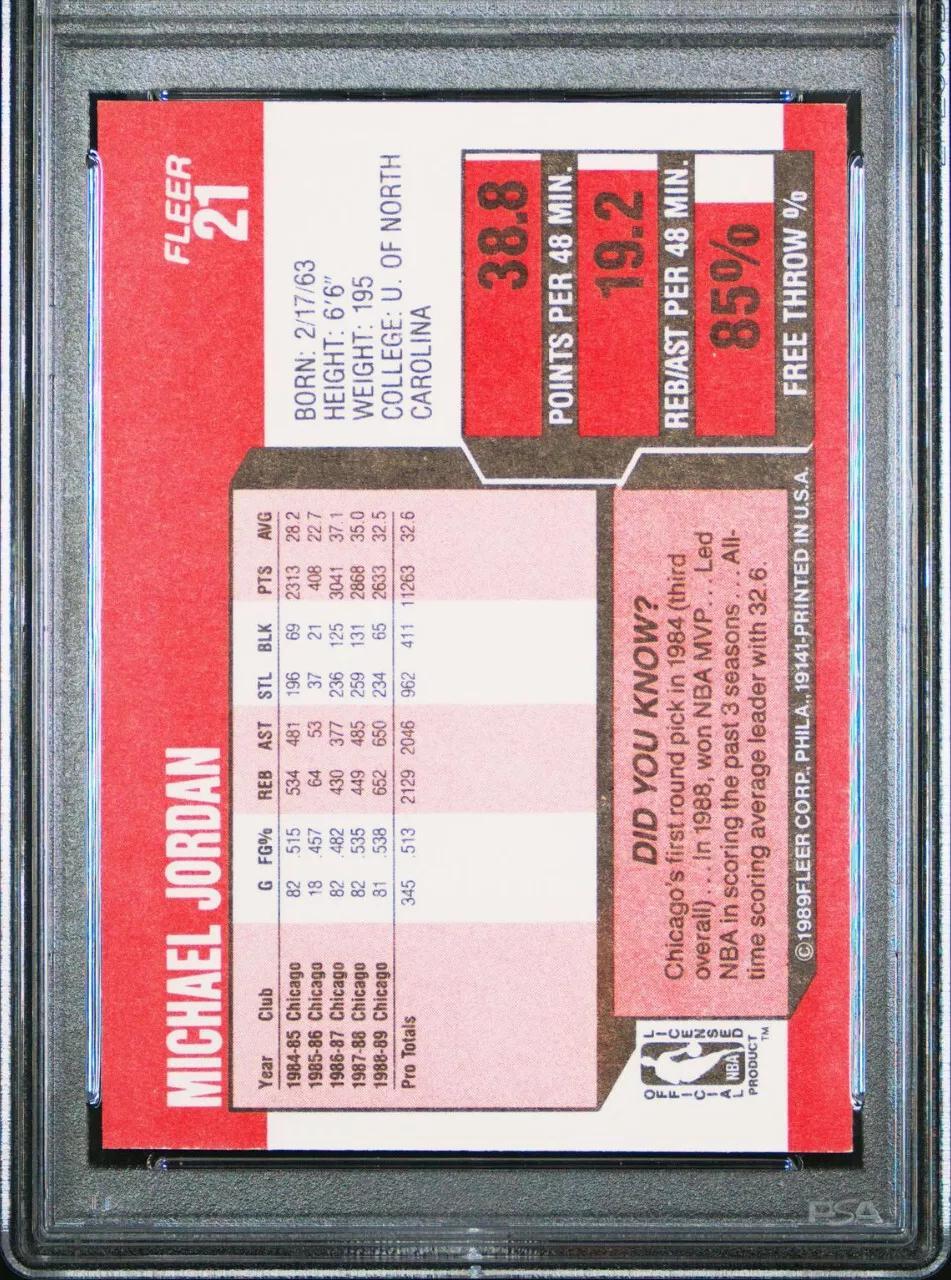 FLEER
21
MICHAEL JORDAN
BORN: 2/17/63
HEIGHT: 6'6"
WEIGHT: 195
COLLEGE: U. OF NORTH
CAROLINA
Year Club G FG% REB AST STL BLK PTS AVG
1984-85 Chicago 82 .515 534 481 196 69 2313 28.2
1985-86 Chicago 18 .457 64 53 37 21 408 22.7
1986-87 Chicago 82 .482 430 377 236 125 3041 37.1
1987-88 Chicago 82 .535 449 485 259 131 2868 35.0
1988-89 Chicago 81 .538 652 650 234 65 2633 32.5
Pro Totals 345 .513 2129 2046 962 411 11263 32.6
38.8
POINTS PER 48 MIN.
19.2
REB/AST PER 48 MIN.
85%
FREE THROW %
DID YOU KNOW?
Chicago's first round pick in 1984 (third
overall) . . . In 1988, won NBA MVP . . . Led
NBA in scoring the past 3 seasons . . . All-
time scoring average leader with 32.6.
OFFICIAL
NBA
LICENSED
PRODUCT™
©1989FLEER CORP., PHILA., 19141-PRINTED IN U.S.A.
PSA